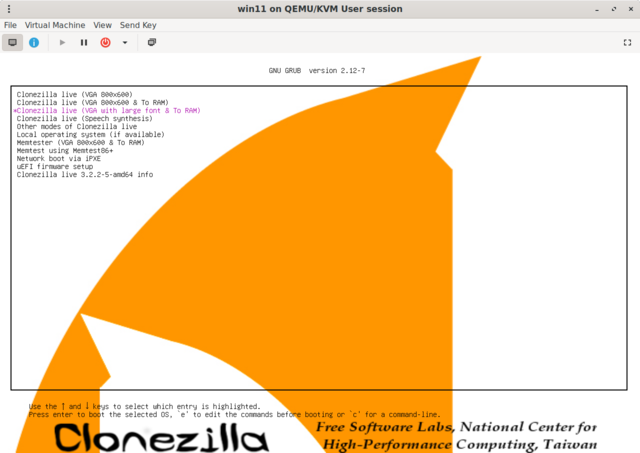 win11 on QEMU/KVM User session
File Virtual Machine View Send Key
GNU GRUB version 2.12-7
Clonezilla live (VGA 800x600)
Clonezilla live (VGA 800x600 & To RAM)
*Clonezilla live (VGA with large font & To RAM)
Clonezilla live (Speech synthesis)
Other modes of Clonezilla live
Local operating system (if available)
Memtester (VGA 800x600 & To RAM)
Memtest using Memtest86+
Network boot via iPXE
uEFI firmware setup
Clonezilla live 3.2.2-5-amd64 info
Use the ↑ and ↓ keys to select which entry is highlighted.
Press enter to boot the selected OS, `e' to edit the commands before booting or `c' for a command-line.
Clonezilla
Free Software Labs, National Center for
High-Performance Computing, Taiwan